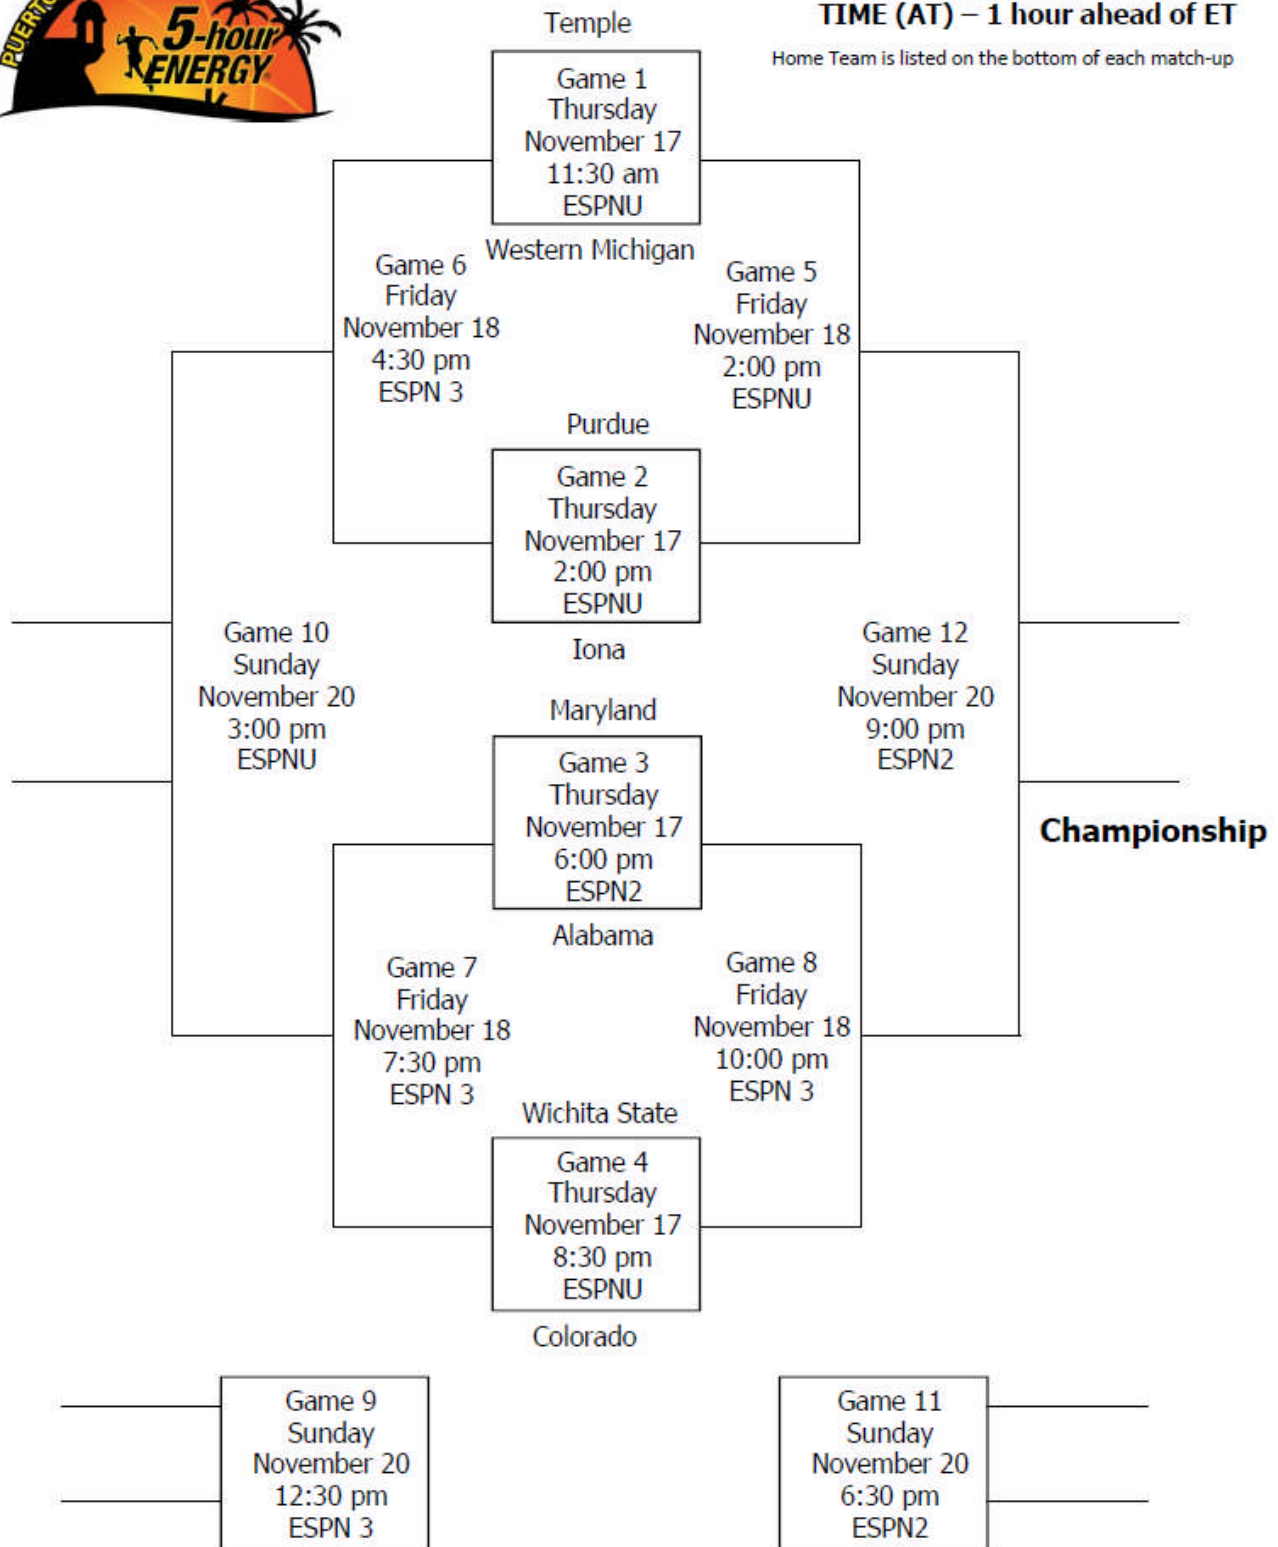 PUERTO
5-hour
ENERGY
TIME (AT) – 1 hour ahead of ET
Home Team is listed on the bottom of each match-up
Temple
Game 1
Thursday
November 17
11:30 am
ESPNU
Western Michigan
Game 6
Friday
November 18
4:30 pm
ESPN 3
Game 5
Friday
November 18
2:00 pm
ESPNU
Purdue
Game 2
Thursday
November 17
2:00 pm
ESPNU
Iona
Game 10
Sunday
November 20
3:00 pm
ESPNU
Game 12
Sunday
November 20
9:00 pm
ESPN2
Championship
Maryland
Game 3
Thursday
November 17
6:00 pm
ESPN2
Alabama
Game 7
Friday
November 18
7:30 pm
ESPN 3
Game 8
Friday
November 18
10:00 pm
ESPN 3
Wichita State
Game 4
Thursday
November 17
8:30 pm
ESPNU
Colorado
Game 9
Sunday
November 20
12:30 pm
ESPN 3
Game 11
Sunday
November 20
6:30 pm
ESPN2